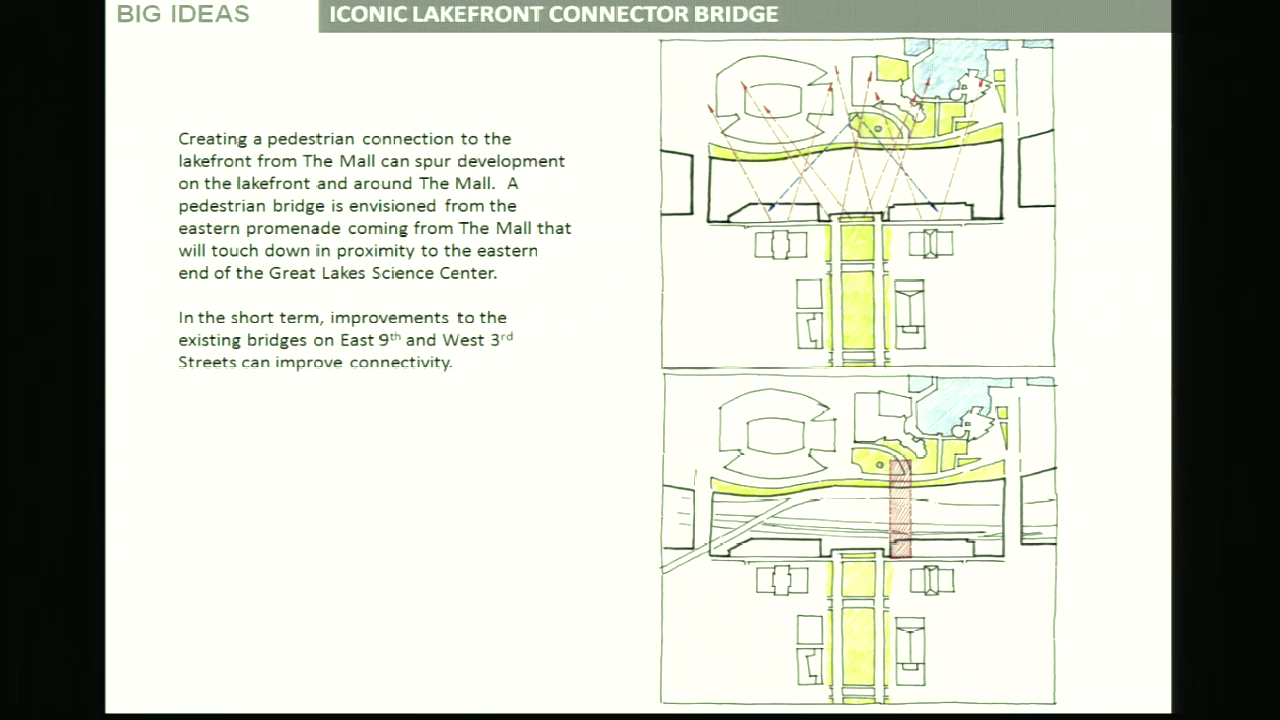 BIG IDEAS
ICONIC LAKEFRONT CONNECTOR BRIDGE
Creating a pedestrian connection to the
lakefront from The Mall can spur development
on the lakefront and around The Mall. A
pedestrian bridge is envisioned from the
eastern promenade coming from The Mall that
will touch down in proximity to the eastern
end of the Great Lakes Science Center.
In the short term, improvements to the
existing bridges on East 9th and West 3rd
Streets can improve connectivity.